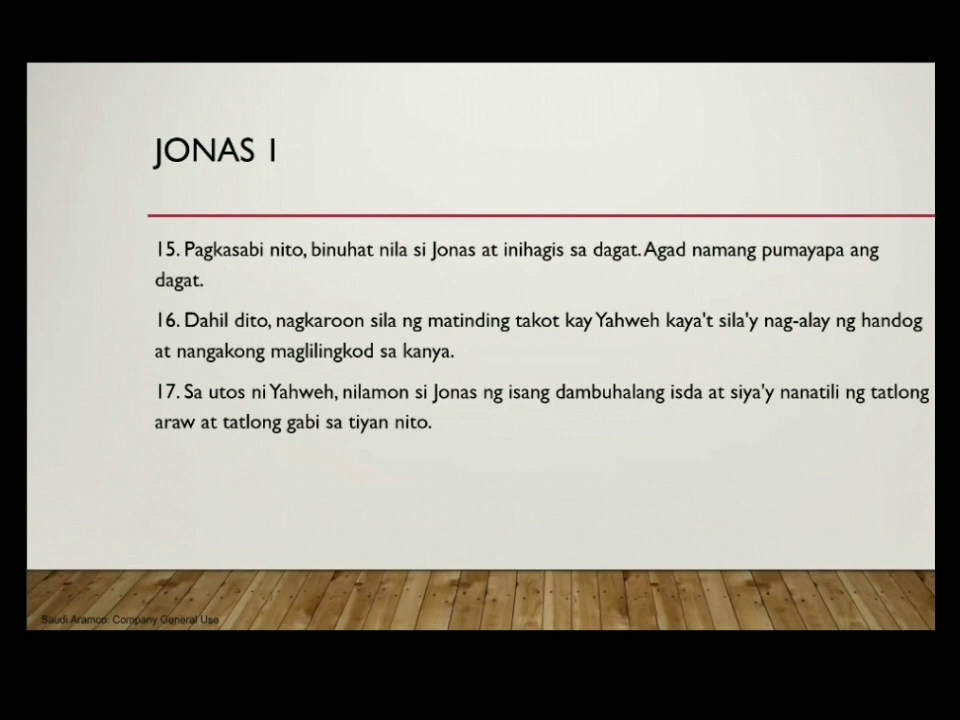 JONAS 1
15. Pagkasabi nito, binuhat nila si Jonas at inihagis sa dagat. Agad namang pumayapa ang
dagat.
16. Dahil dito, nagkaroon sila ng matinding takot kay Yahweh kaya't sila'y nag-alay ng handog
at nangakong maglilingkod sa kanya.
17. Sa utos ni Yahweh, nilamon si Jonas ng isang dambuhalang isda at siya'y nanatili ng tatlong
araw at tatlong gabi sa tiyan nito.
Saudi Aramco: Company General Use